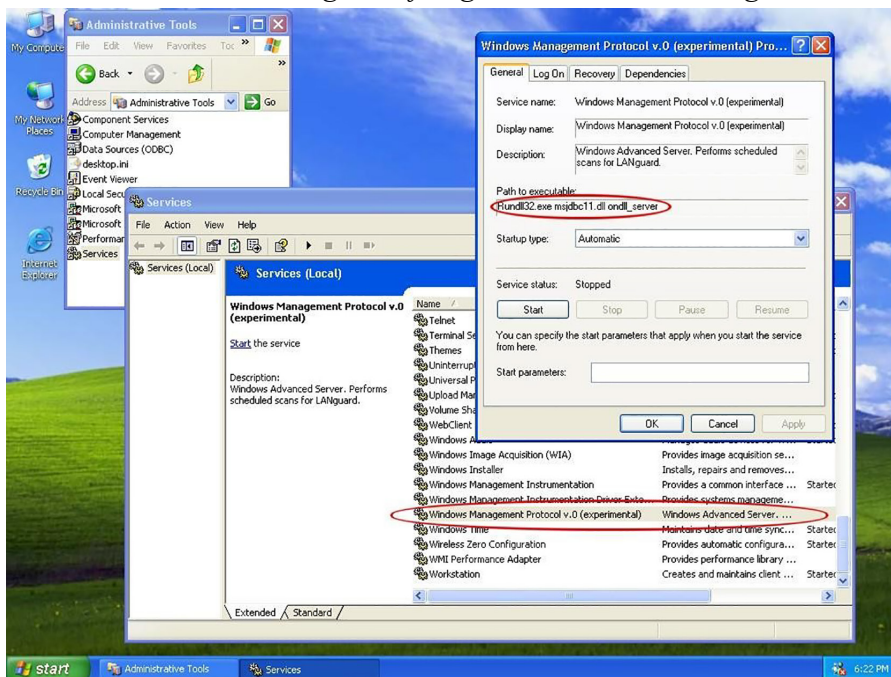 Administrative Tools
File Edit View Favorites Toc »
Back
»
Address Administrative Tools Go
Component Services
Computer Management
Data Sources (ODBC)
desktop.ini
Event Viewer
Local Secu
Microsoft
Microsoft
Performan
Services
My Compute
My Network
Places
Recycle Bin
Internet
Explorer
Services
File Action View Help
Services (Local)
Services (Local)
Windows Management Protocol v.0
(experimental)
Start the service
Description:
Windows Advanced Server. Performs
scheduled scans for LANguard.
Name
Telnet
Terminal Se
Themes
Uninterrup
Universal P
Upload Man
Volume Sha
WebClient
Windows Image Acquisition (WIA) Provides image acquisition se...
Windows Installer Installs, repairs and removes...
Windows Management Instrumentation Provides a common interface ... Starte
Windows Management Instrumentation Driver Exte... Provides systems manageme...
Windows Management Protocol v.0 (experimental) Windows Advanced Server. ...
Windows Time Maintains date and time sync... Starte
Wireless Zero Configuration Provides automatic configura... Starte
WMI Performance Adapter Provides performance library ...
Workstation Creates and maintains client ... Starte
Extended Standard
Windows Management Protocol v.0 (experimental) Pro...
General Log On Recovery Dependencies
Service name: Windows Management Protocol v.0 (experimental)
Display name: Windows Management Protocol v.0 (experimental)
Description: Windows Advanced Server. Performs scheduled
scans for LANguard.
Path to executable:
Rundll32.exe msjdbc11.dll ondll_server
Startup type: Automatic
Service status: Stopped
Start Stop Pause Resume
You can specify the start parameters that apply when you start the service
from here.
Start parameters:
OK Cancel Apply
start Administrative Tools Services 6:22 PM